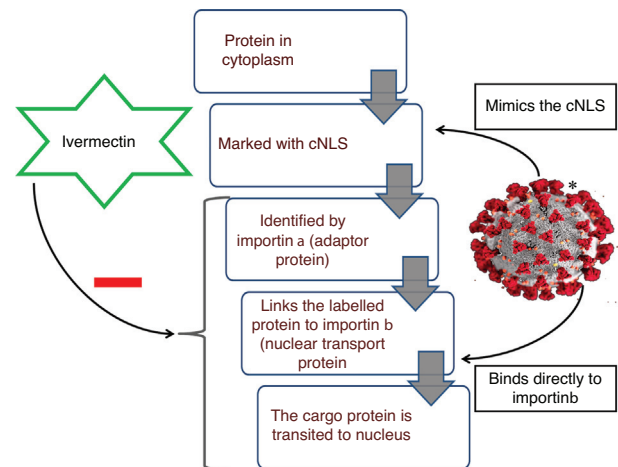 Protein in
cytoplasm
Mimics the cNLS
Ivermectin
Marked with cNLS
*
Identified by
importin a (adaptor
protein)
Links the labelled
protein to importin b
(nuclear transport
protein
Binds directly to
importinb
The cargo protein is
transited to nucleus